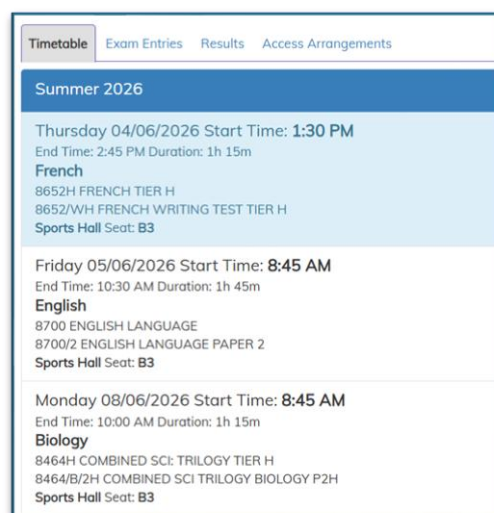 Timetable Exam Entries Results Access Arrangements
Summer 2026
Thursday 04/06/2026 Start Time: 1:30 PM
End Time: 2:45 PM Duration: 1h 15m
French
8652H FRENCH TIER H
8652/WH FRENCH WRITING TEST TIER H
Sports Hall Seat: B3
Friday 05/06/2026 Start Time: 8:45 AM
End Time: 10:30 AM Duration: 1h 45m
English
8700 ENGLISH LANGUAGE
8700/2 ENGLISH LANGUAGE PAPER 2
Sports Hall Seat: B3
Monday 08/06/2026 Start Time: 8:45 AM
End Time: 10:00 AM Duration: 1h 15m
Biology
8464H COMBINED SCI: TRILOGY TIER H
8464/B/2H COMBINED SCI TRILOGY BIOLOGY P2H
Sports Hall Seat: B3